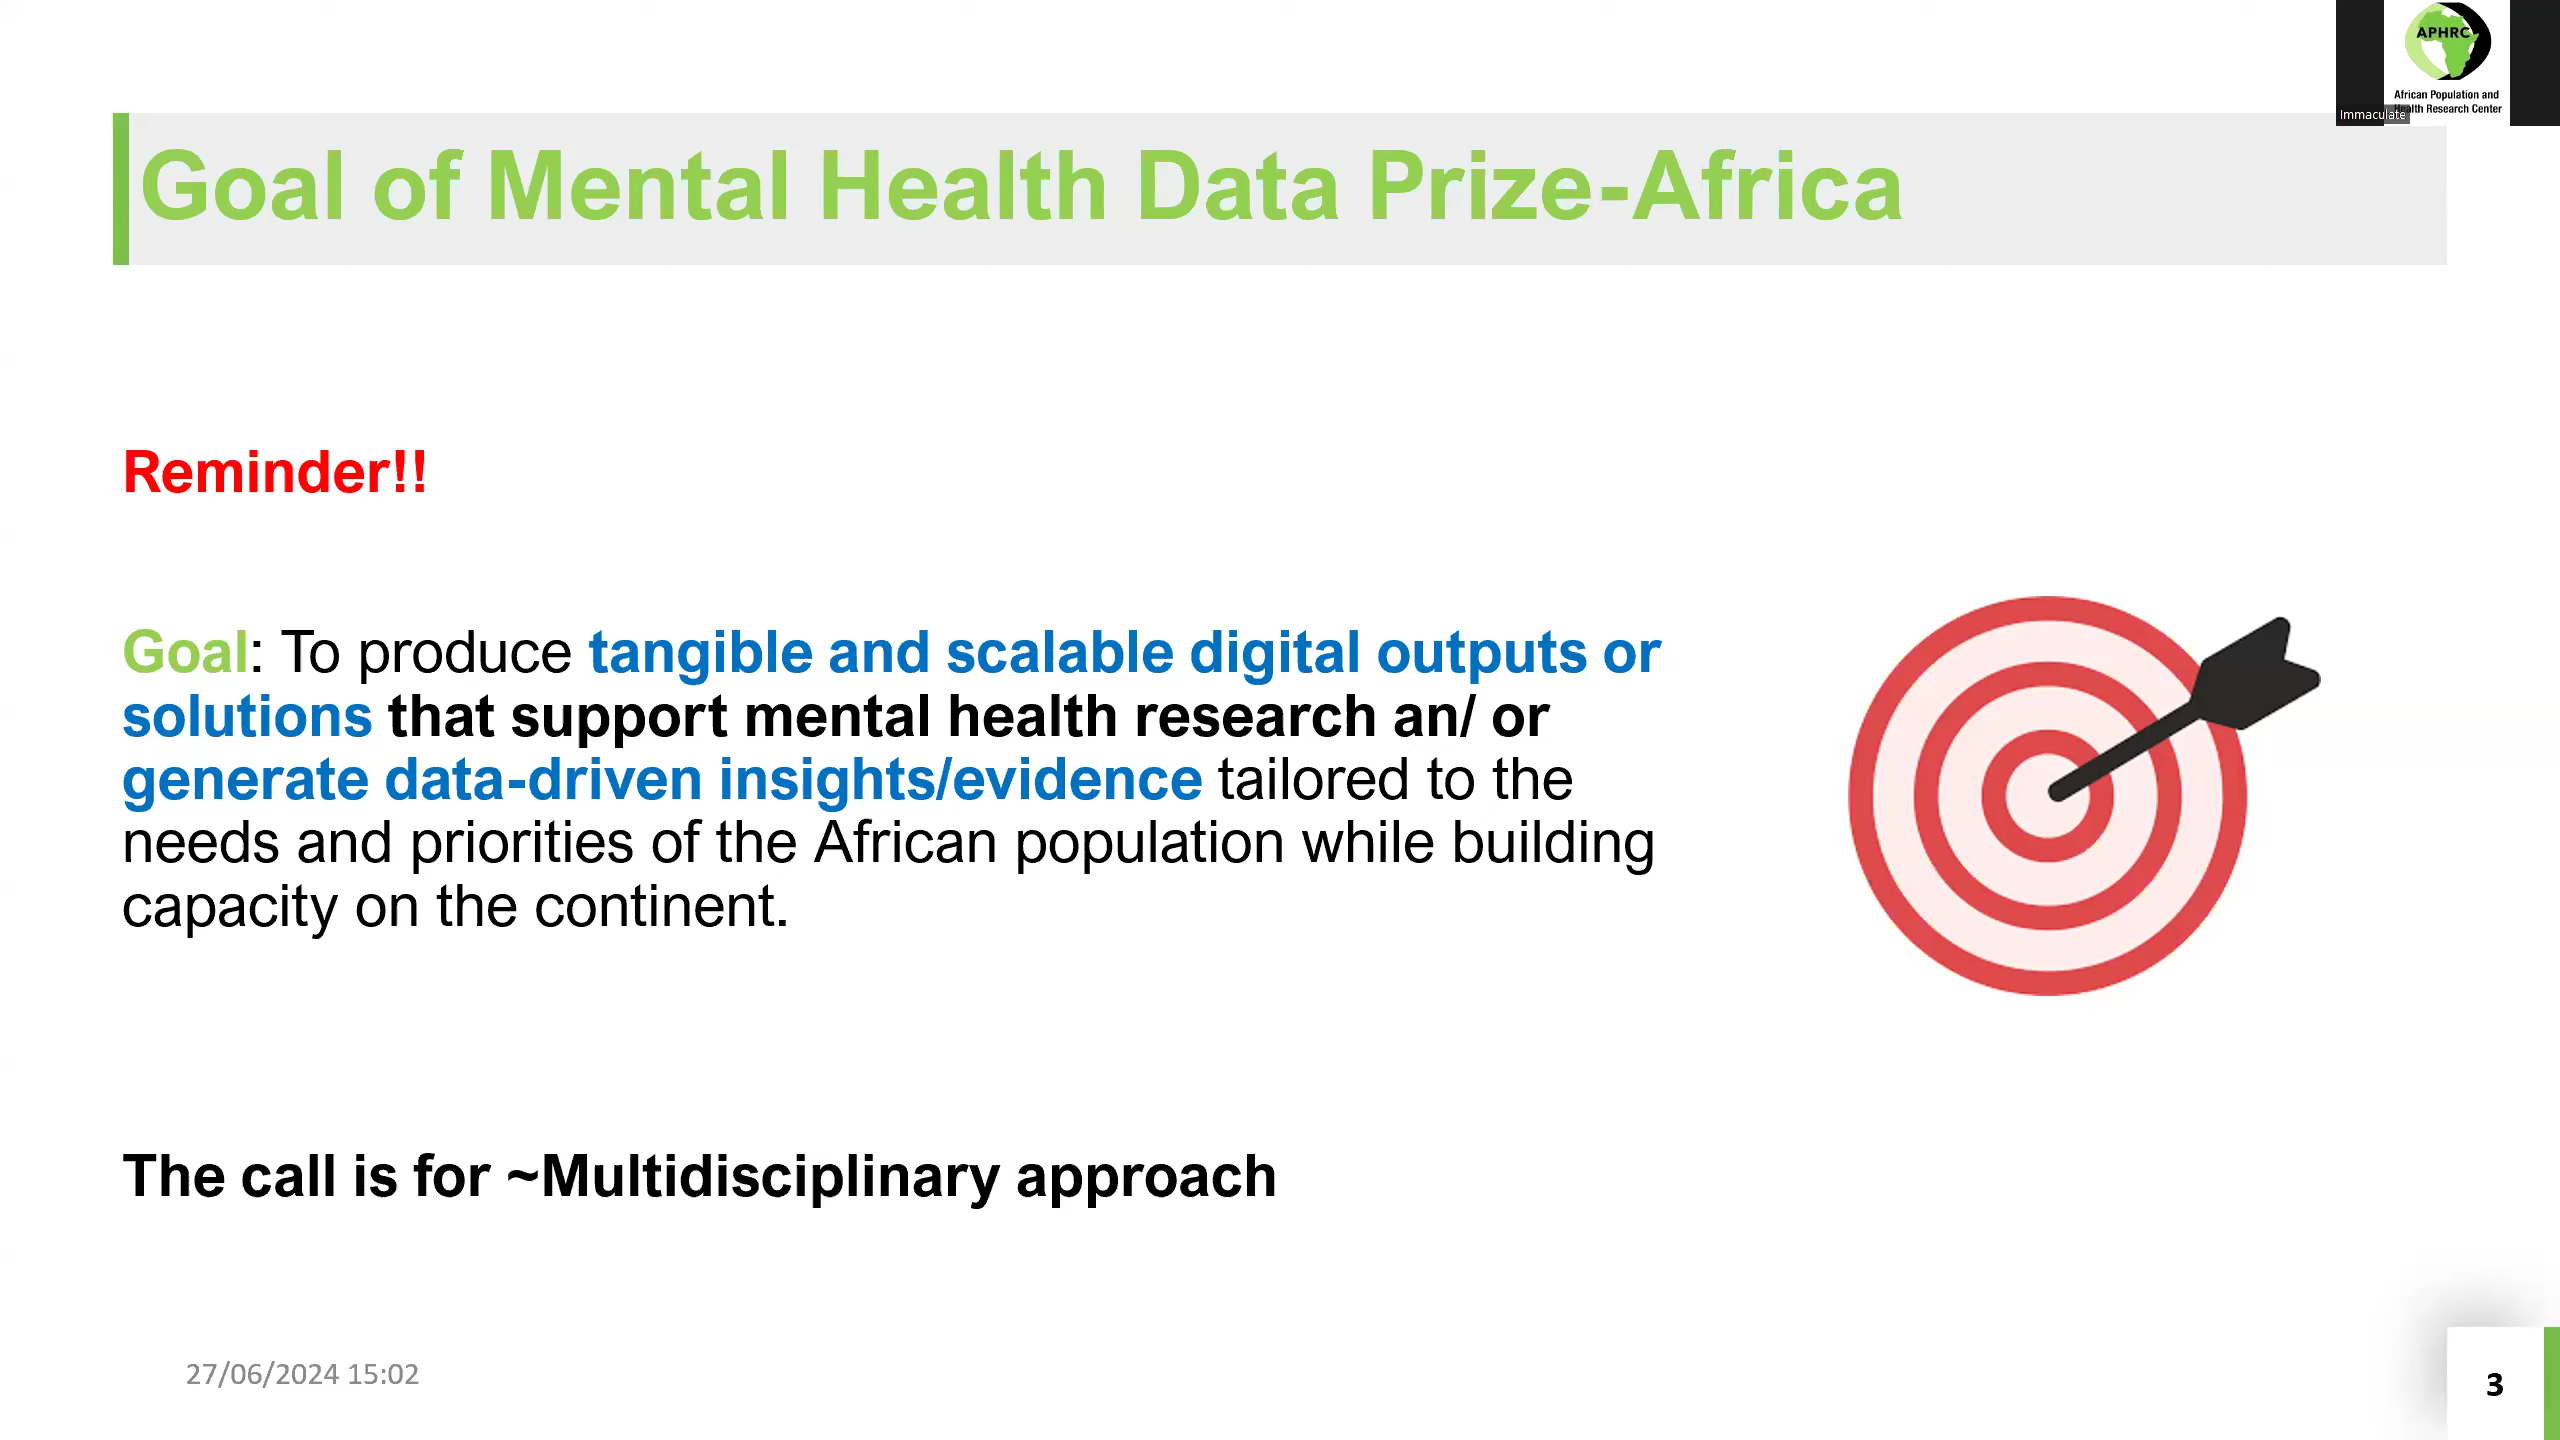 APHRC
African Population and
Health Research Center
Immaculate
Goal of Mental Health Data Prize-Africa
Reminder!!
Goal: To produce tangible and scalable digital outputs or
solutions that support mental health research an/ or
generate data-driven insights/evidence tailored to the
needs and priorities of the African population while building
capacity on the continent.
The call is for ~Multidisciplinary approach
27/06/2024 15:02
3